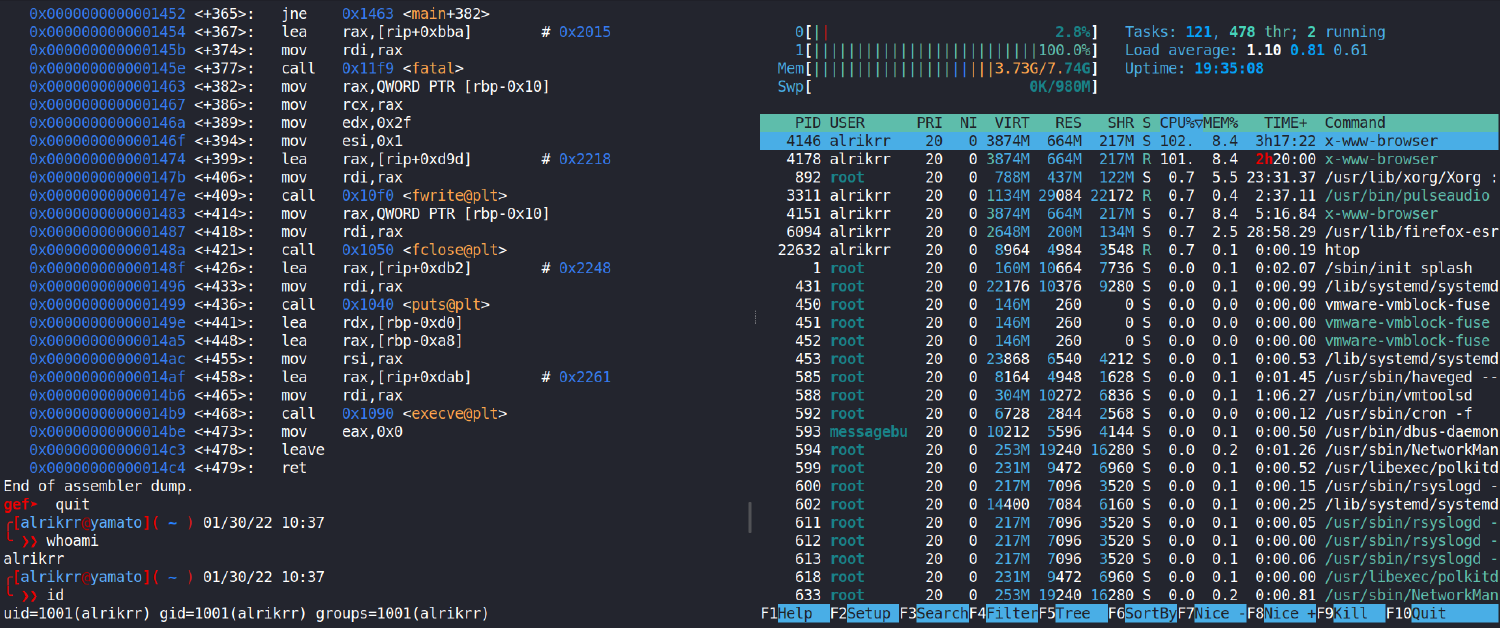 0x0000000000001452 <+365>: jne 0x1463 <main+382>
0x0000000000001454 <+367>: lea rax,[rip+0xbba] # 0x2015
0x000000000000145b <+374>: mov rdi,rax
0x000000000000145e <+377>: call 0x11f9 <fatal>
0x0000000000001463 <+382>: mov rax,QWORD PTR [rbp-0x10]
0x0000000000001467 <+386>: mov rcx,rax
0x000000000000146a <+389>: mov edx,0x2f
0x000000000000146f <+394>: mov esi,0x1
0x0000000000001474 <+399>: lea rax,[rip+0xd9d] # 0x2218
0x000000000000147b <+406>: mov rdi,rax
0x000000000000147e <+409>: call 0x10f0 <fwrite@plt>
0x0000000000001483 <+414>: mov rax,QWORD PTR [rbp-0x10]
0x0000000000001487 <+418>: mov rdi,rax
0x000000000000148a <+421>: call 0x1050 <fclose@plt>
0x000000000000148f <+426>: lea rax,[rip+0xdb2] # 0x2248
0x0000000000001496 <+433>: mov rdi,rax
0x0000000000001499 <+436>: call 0x1040 <puts@plt>
0x000000000000149e <+441>: lea rdx,[rbp-0xd0]
0x00000000000014a5 <+448>: lea rax,[rbp-0xa8]
0x00000000000014ac <+455>: mov rsi,rax
0x00000000000014af <+458>: lea rax,[rip+0xdab] # 0x2261
0x00000000000014b6 <+465>: mov rdi,rax
0x00000000000014b9 <+468>: call 0x1090 <execve@plt>
0x00000000000014be <+473>: mov eax,0x0
0x00000000000014c3 <+478>: leave
0x00000000000014c4 <+479>: ret
End of assembler dump.
gef➤ quit
╭[alrikrr@yamato]( ~ ) 01/30/22 10:37
╰ ❯❯ whoami
alrikrr
╭[alrikrr@yamato]( ~ ) 01/30/22 10:37
╰ ❯❯ id
uid=1001(alrikrr) gid=1001(alrikrr) groups=1001(alrikrr)
0[|| 2.8%] Tasks: 121, 478 thr; 2 running
1[||||||||||||||||||||||||||100.0%] Load average: 1.10 0.81 0.61
Mem[|||||||||||||||||||||3.73G/7.74G] Uptime: 19:35:08
Swp[ 0K/980M]
PID USER PRI NI VIRT RES SHR S CPU%▽MEM% TIME+ Command
4146 alrikrr 20 0 3874M 664M 217M S 102. 8.4 3h17:22 x-www-browser
4178 alrikrr 20 0 3874M 664M 217M R 101. 8.4 2h20:00 x-www-browser
892 root 20 0 788M 437M 122M S 0.7 5.5 23:31.37 /usr/lib/xorg/Xorg :
3311 alrikrr 20 0 1134M 29084 22172 R 0.7 0.4 2:37.11 /usr/bin/pulseaudio
4151 alrikrr 20 0 3874M 664M 217M S 0.7 8.4 5:16.84 x-www-browser
6094 alrikrr 20 0 2648M 200M 134M S 0.7 2.5 28:58.29 /usr/lib/firefox-esr
22632 alrikrr 20 0 8964 4984 3548 R 0.7 0.1 0:00.19 htop
1 root 20 0 160M 10664 7736 S 0.0 0.1 0:02.07 /sbin/init splash
431 root 20 0 22176 10376 9280 S 0.0 0.1 0:00.99 /lib/systemd/systemd
450 root 20 0 146M 260 0 S 0.0 0.0 0:00.00 vmware-vmblock-fuse
451 root 20 0 146M 260 0 S 0.0 0.0 0:00.00 vmware-vmblock-fuse
452 root 20 0 146M 260 0 S 0.0 0.0 0:00.00 vmware-vmblock-fuse
453 root 20 0 23868 6540 4212 S 0.0 0.1 0:00.53 /lib/systemd/systemd
585 root 20 0 8164 4948 1628 S 0.0 0.1 0:01.45 /usr/sbin/haveged --
588 root 20 0 304M 10272 6836 S 0.0 0.1 1:06.27 /usr/bin/vmtoolsd
592 root 20 0 6728 2844 2568 S 0.0 0.0 0:00.12 /usr/sbin/cron -f
593 messagebu 20 0 10212 5596 4144 S 0.0 0.1 0:00.50 /usr/bin/dbus-daemon
594 root 20 0 253M 19240 16280 S 0.0 0.2 0:01.26 /usr/sbin/NetworkMan
599 root 20 0 231M 9472 6960 S 0.0 0.1 0:00.52 /usr/libexec/polkitd
600 root 20 0 217M 7096 3520 S 0.0 0.1 0:00.15 /usr/sbin/rsyslogd -
602 root 20 0 14400 7084 6160 S 0.0 0.1 0:00.25 /lib/systemd/systemd
611 root 20 0 217M 7096 3520 S 0.0 0.1 0:00.05 /usr/sbin/rsyslogd -
612 root 20 0 217M 7096 3520 S 0.0 0.1 0:00.00 /usr/sbin/rsyslogd -
613 root 20 0 217M 7096 3520 S 0.0 0.1 0:00.06 /usr/sbin/rsyslogd -
618 root 20 0 231M 9472 6960 S 0.0 0.1 0:00.00 /usr/libexec/polkitd
633 root 20 0 253M 19240 16280 S 0.0 0.2 0:00.81 /usr/sbin/NetworkMan
F1Help F2Setup F3Search F4Filter F5Tree F6SortBy F7Nice - F8Nice + F9Kill F10Quit